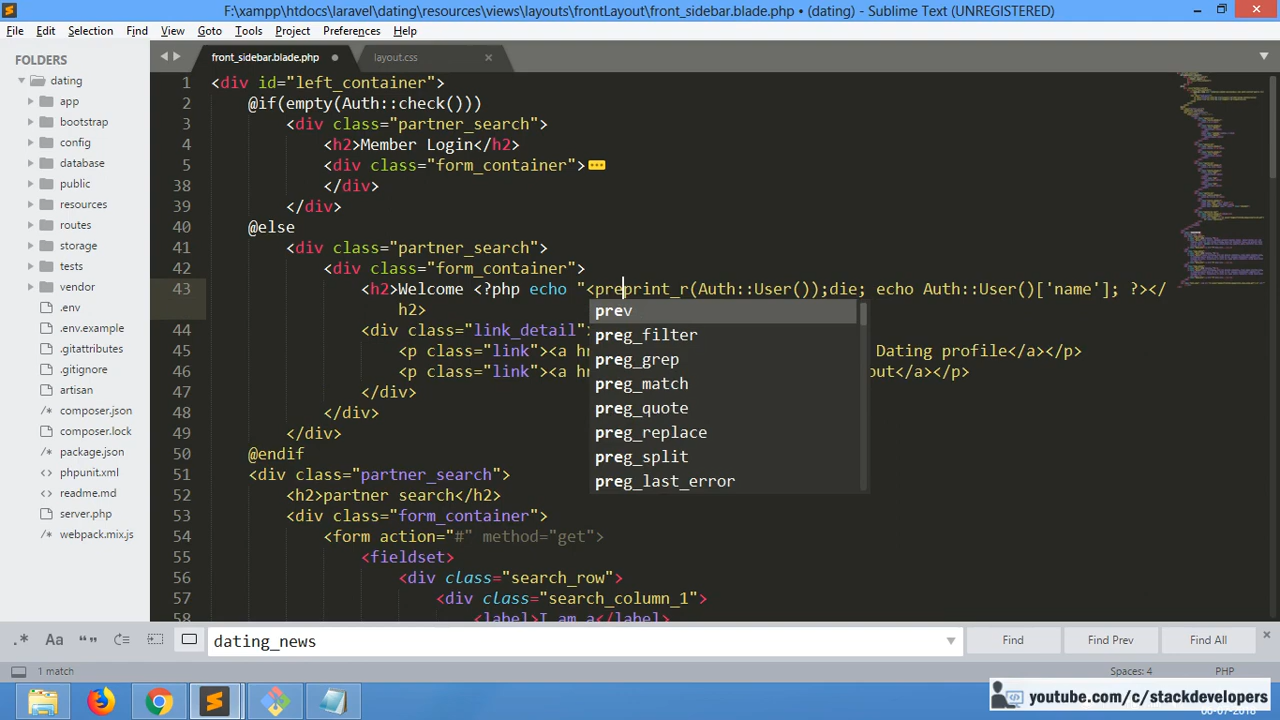 F:\xampp\htdocs\laravel\dating\resources\views\layouts\frontLayout\front_sidebar.blade.php • (dating) - Sublime Text (UNREGISTERED)
File Edit Selection Find View Goto Tools Project Preferences Help
FOLDERS
dating
app
bootstrap
config
database
public
resources
routes
storage
tests
vendor
.env
.env.example
.gitattributes
.gitignore
artisan
composer.json
composer.lock
package.json
phpunit.xml
readme.md
server.php
webpack.mix.js
front_sidebar.blade.php layout.css
1 <div id="left_container">
2 @if(empty(Auth::check()))
3 <div class="partner_search">
4 <h2>Member Login</h2>
5 <div class="form_container">
38 </div>
39 </div>
40 @else
41 <div class="partner_search">
42 <div class="form_container">
43 <h2>Welcome <?php echo "<preprint_r(Auth::User());die; echo Auth::User()['name']; ?></
h2>
44 <div class="link_detail">
45 <p class="link"><a h Dating profile</a></p>
46 <p class="link"><a h out</a></p>
47 </div>
48 </div>
49 </div>
50 @endif
51 <div class="partner_search">
52 <h2>partner search</h2>
53 <div class="form_container">
54 <form action="#" method="get">
55 <fieldset>
56 <div class="search_row">
57 <div class="search_column_1">
58 <label>I am a</label>
prev
preg_filter
preg_grep
preg_match
preg_quote
preg_replace
preg_split
preg_last_error
.* Aa “” dating_news Find Find Prev Find All
1 match Spaces: 4 PHP
youtube.com/c/stackdevelopers